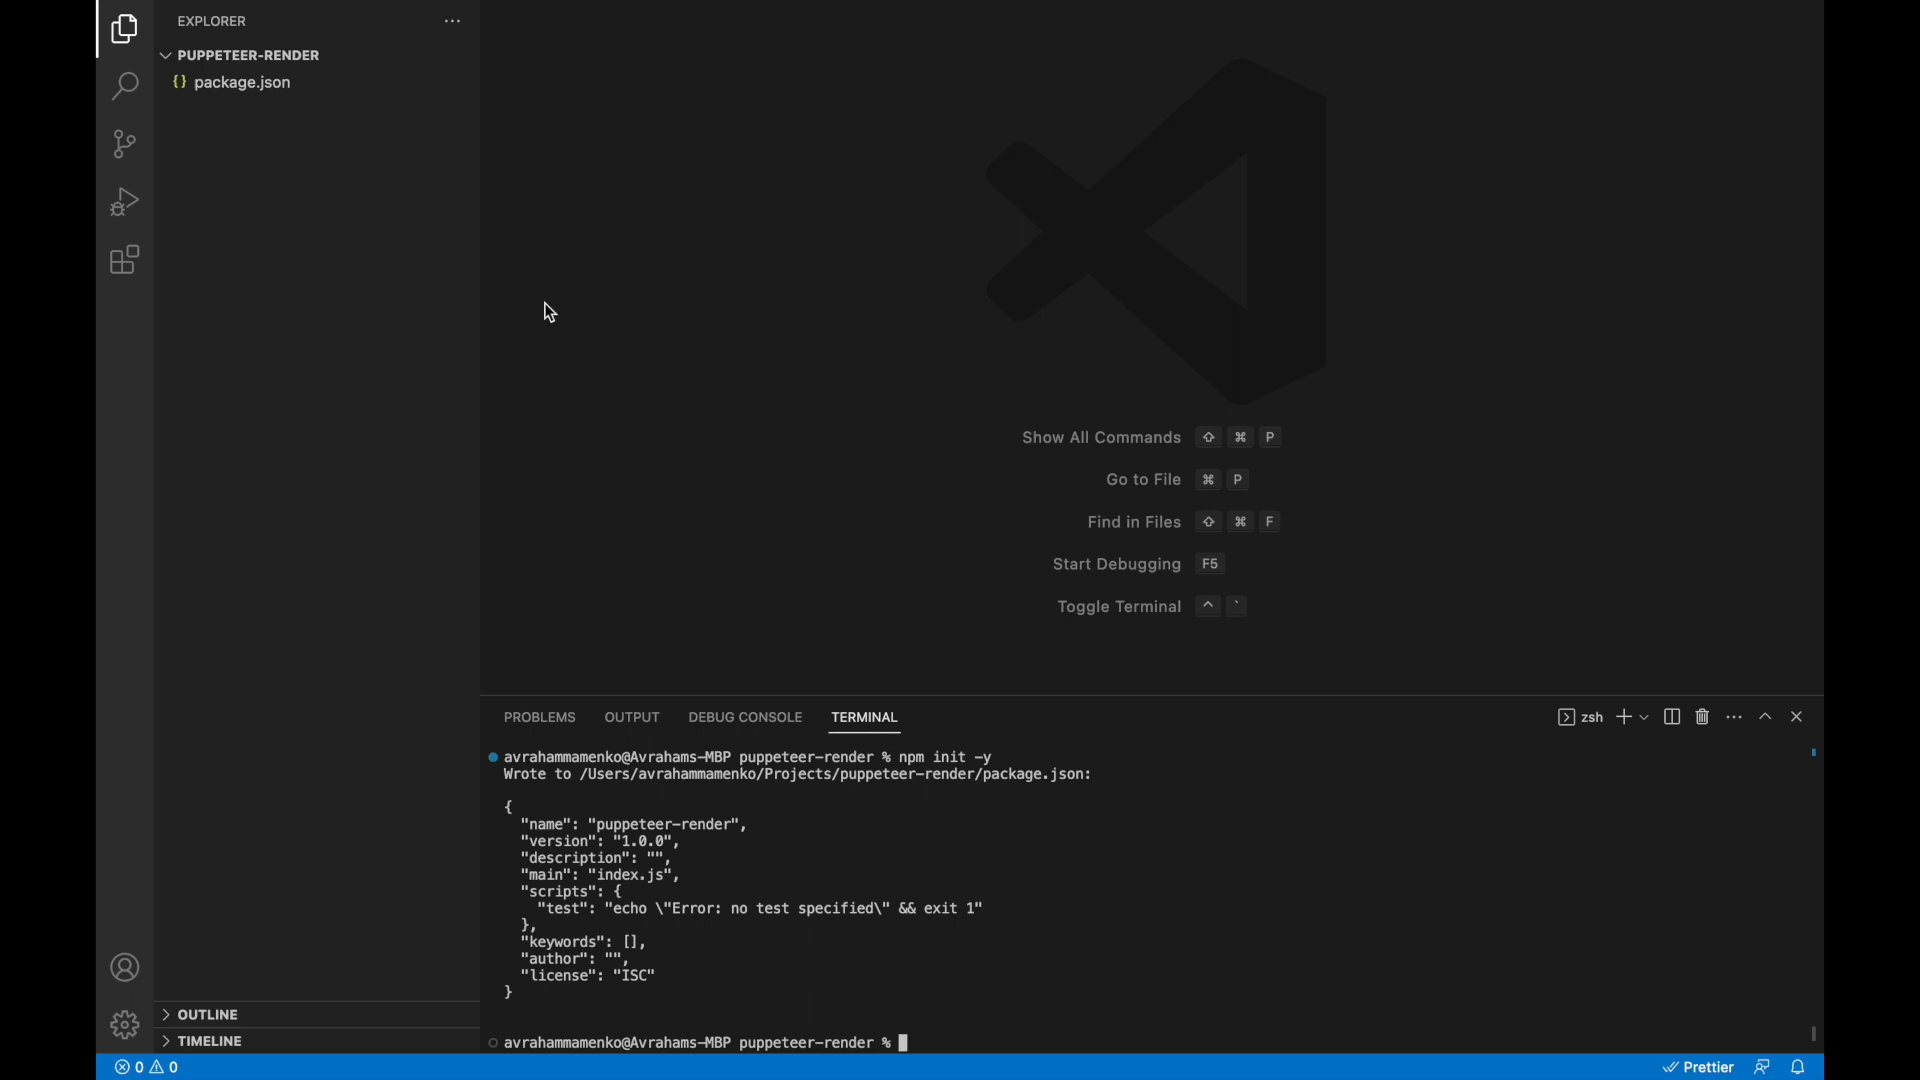 EXPLORER
PUPPETEER-RENDER
{} package.json
Show All Commands ⇧ ⌘ P
Go to File ⌘ P
Find in Files ⇧ ⌘ F
Start Debugging F5
Toggle Terminal ^ `
PROBLEMS OUTPUT DEBUG CONSOLE TERMINAL
zsh
avrahammamenko@Avrahams-MBP puppeteer-render % npm init -y
Wrote to /Users/avrahammamenko/Projects/puppeteer-render/package.json:
{
"name": "puppeteer-render",
"version": "1.0.0",
"description": "",
"main": "index.js",
"scripts": {
"test": "echo \"Error: no test specified\" && exit 1"
},
"keywords": [],
"author": "",
"license": "ISC"
}
avrahammamenko@Avrahams-MBP puppeteer-render %
OUTLINE
TIMELINE
0 0
Prettier